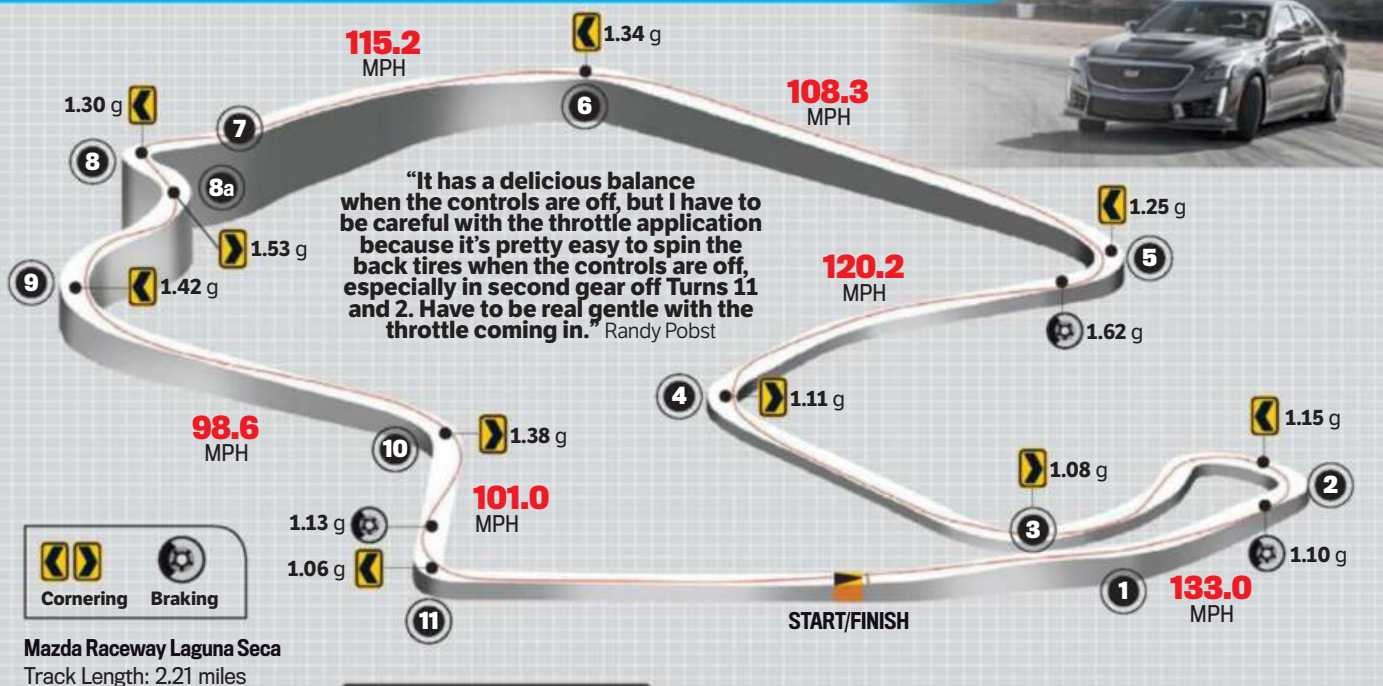 115.2
MPH
1.34 g
6
108.3
MPH
1.30 g
7
8
8a
1.53 g
9
1.42 g
“It has a delicious balance
when the controls are off, but I have to
be careful with the throttle application
because it’s pretty easy to spin the
back tires when the controls are off,
especially in second gear off Turns 11
and 2. Have to be real gentle with the
throttle coming in.” Randy Pobst
1.25 g
5
120.2
MPH
1.62 g
4
1.11 g
1.15 g
2
1.08 g
3
1.10 g
98.6
MPH
10
1.38 g
101.0
MPH
1.13 g
1.06 g
11
START/FINISH
1
133.0
MPH
Cornering Braking
Mazda Raceway Laguna Seca
Track Length: 2.21 miles